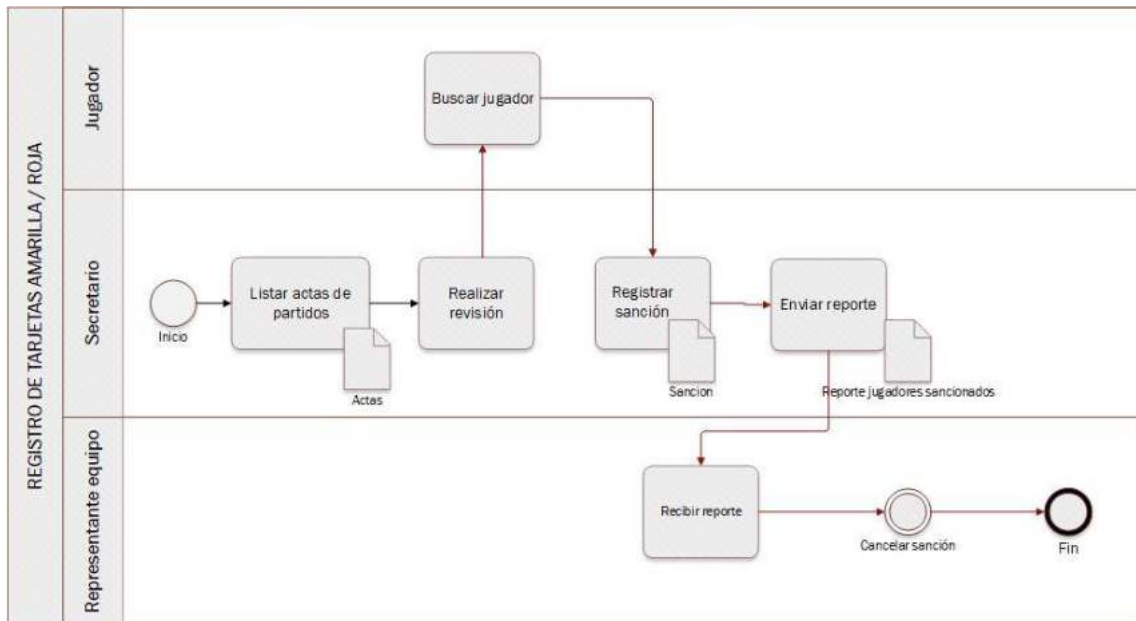 REGISTRO DE TARJETAS AMARILLA / ROJA
Jugador
Buscar jugador
Secretario
Inicio
Listar actas de
partidos
Actas
Realizar
revisión
Registrar
sanción
Sancion
Enviar reporte
Reporte jugadores sancionados
Representante equipo
Recibir reporte
Cancelar sanción
Fin